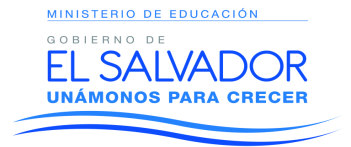 MINISTERIO DE EDUCACIÓN
GOBIERNO DE
EL SALVADOR
UNÁMONOS PARA CRECER